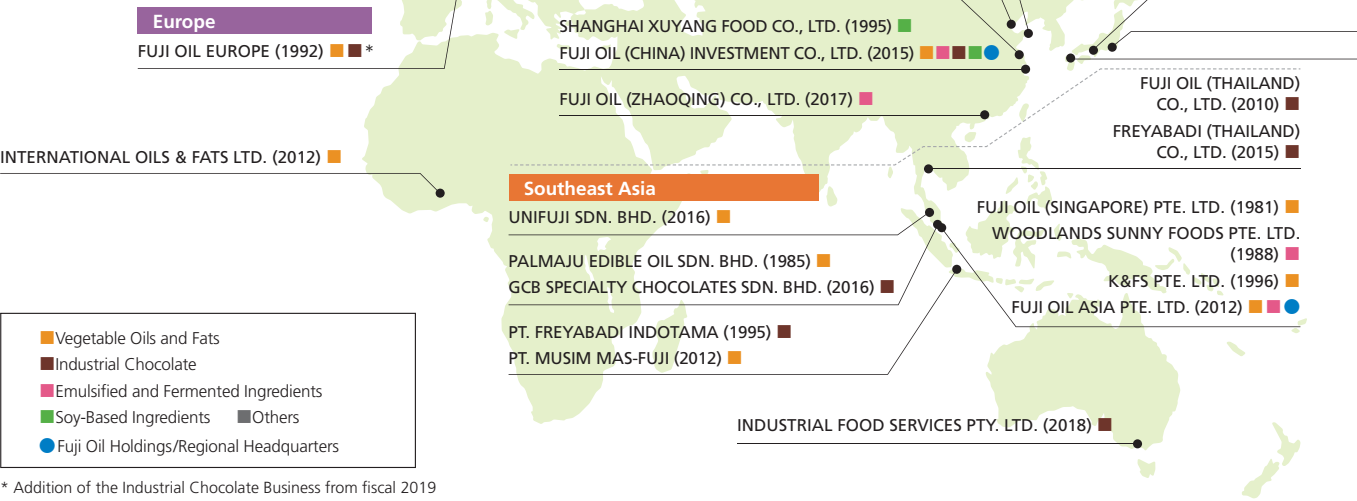 Europe
FUJI OIL EUROPE (1992) *
INTERNATIONAL OILS & FATS LTD. (2012)
SHANGHAI XUYANG FOOD CO., LTD. (1995)
FUJI OIL (CHINA) INVESTMENT CO., LTD. (2015)
FUJI OIL (ZHAOQING) CO., LTD. (2017)
FUJI OIL (THAILAND)
CO., LTD. (2010)
FREYABADI (THAILAND)
CO., LTD. (2015)
Southeast Asia
UNIFUJI SDN. BHD. (2016)
PALMAJU EDIBLE OIL SDN. BHD. (1985)
GCB SPECIALTY CHOCOLATES SDN. BHD. (2016)
PT. FREYABADI INDOTAMA (1995)
PT. MUSIM MAS-FUJI (2012)
FUJI OIL (SINGAPORE) PTE. LTD. (1981)
WOODLANDS SUNNY FOODS PTE. LTD.
(1988)
K&FS PTE. LTD. (1996)
FUJI OIL ASIA PTE. LTD. (2012)
INDUSTRIAL FOOD SERVICES PTY. LTD. (2018)
Vegetable Oils and Fats
Industrial Chocolate
Emulsified and Fermented Ingredients
Soy-Based Ingredients Others
Fuji Oil Holdings/Regional Headquarters
* Addition of the Industrial Chocolate Business from fiscal 2019